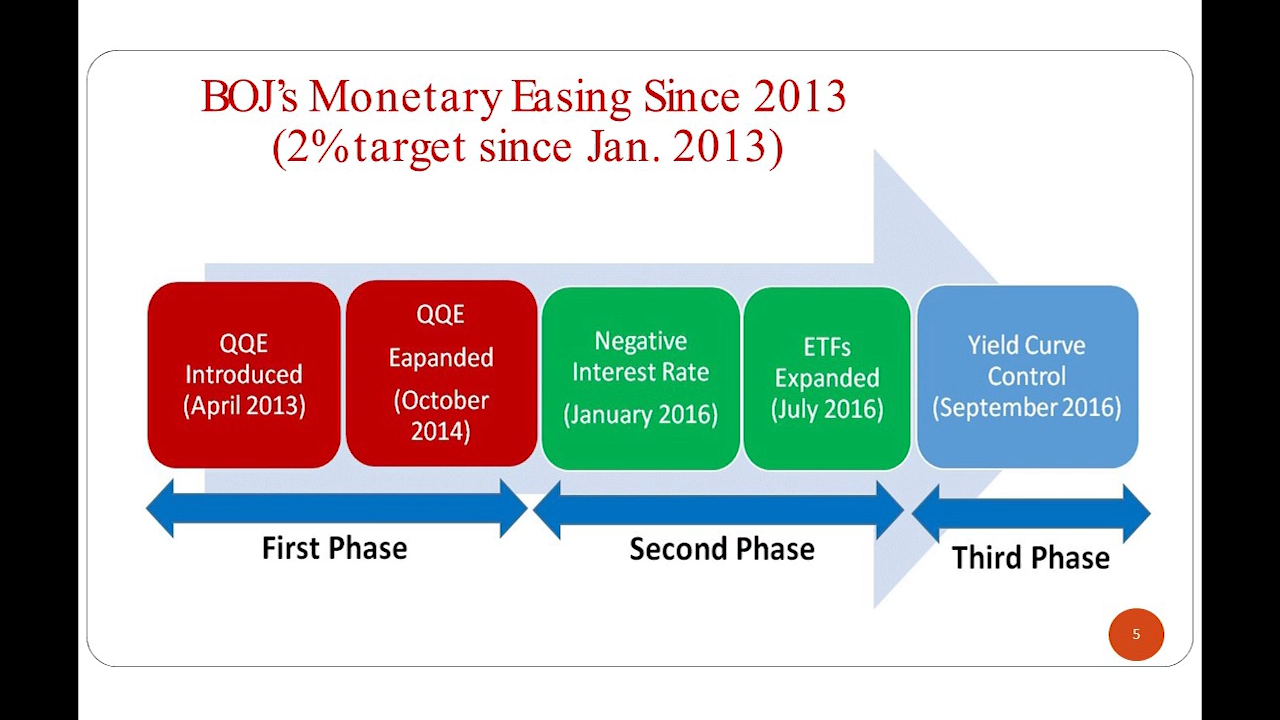 BOJ's Monetary Easing Since 2013
(2% target since Jan. 2013)
QQE
Introduced
(April 2013)
QQE
Eapanded
(October
2014)
Negative
Interest Rate
(January 2016)
ETFs
Expanded
(July 2016)
Yield Curve
Control
(September 2016)
First Phase
Second Phase
Third Phase
5